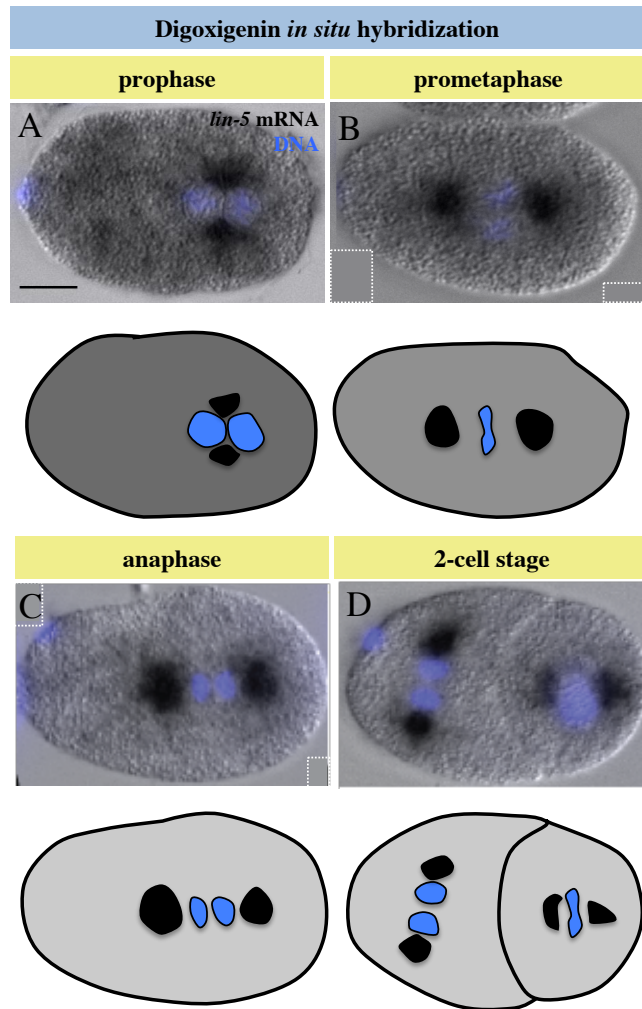 Digoxigenin in situ hybridization
prophase
prometaphase
A
lin-5 mRNA
DNA
B
anaphase
2-cell stage
C
D